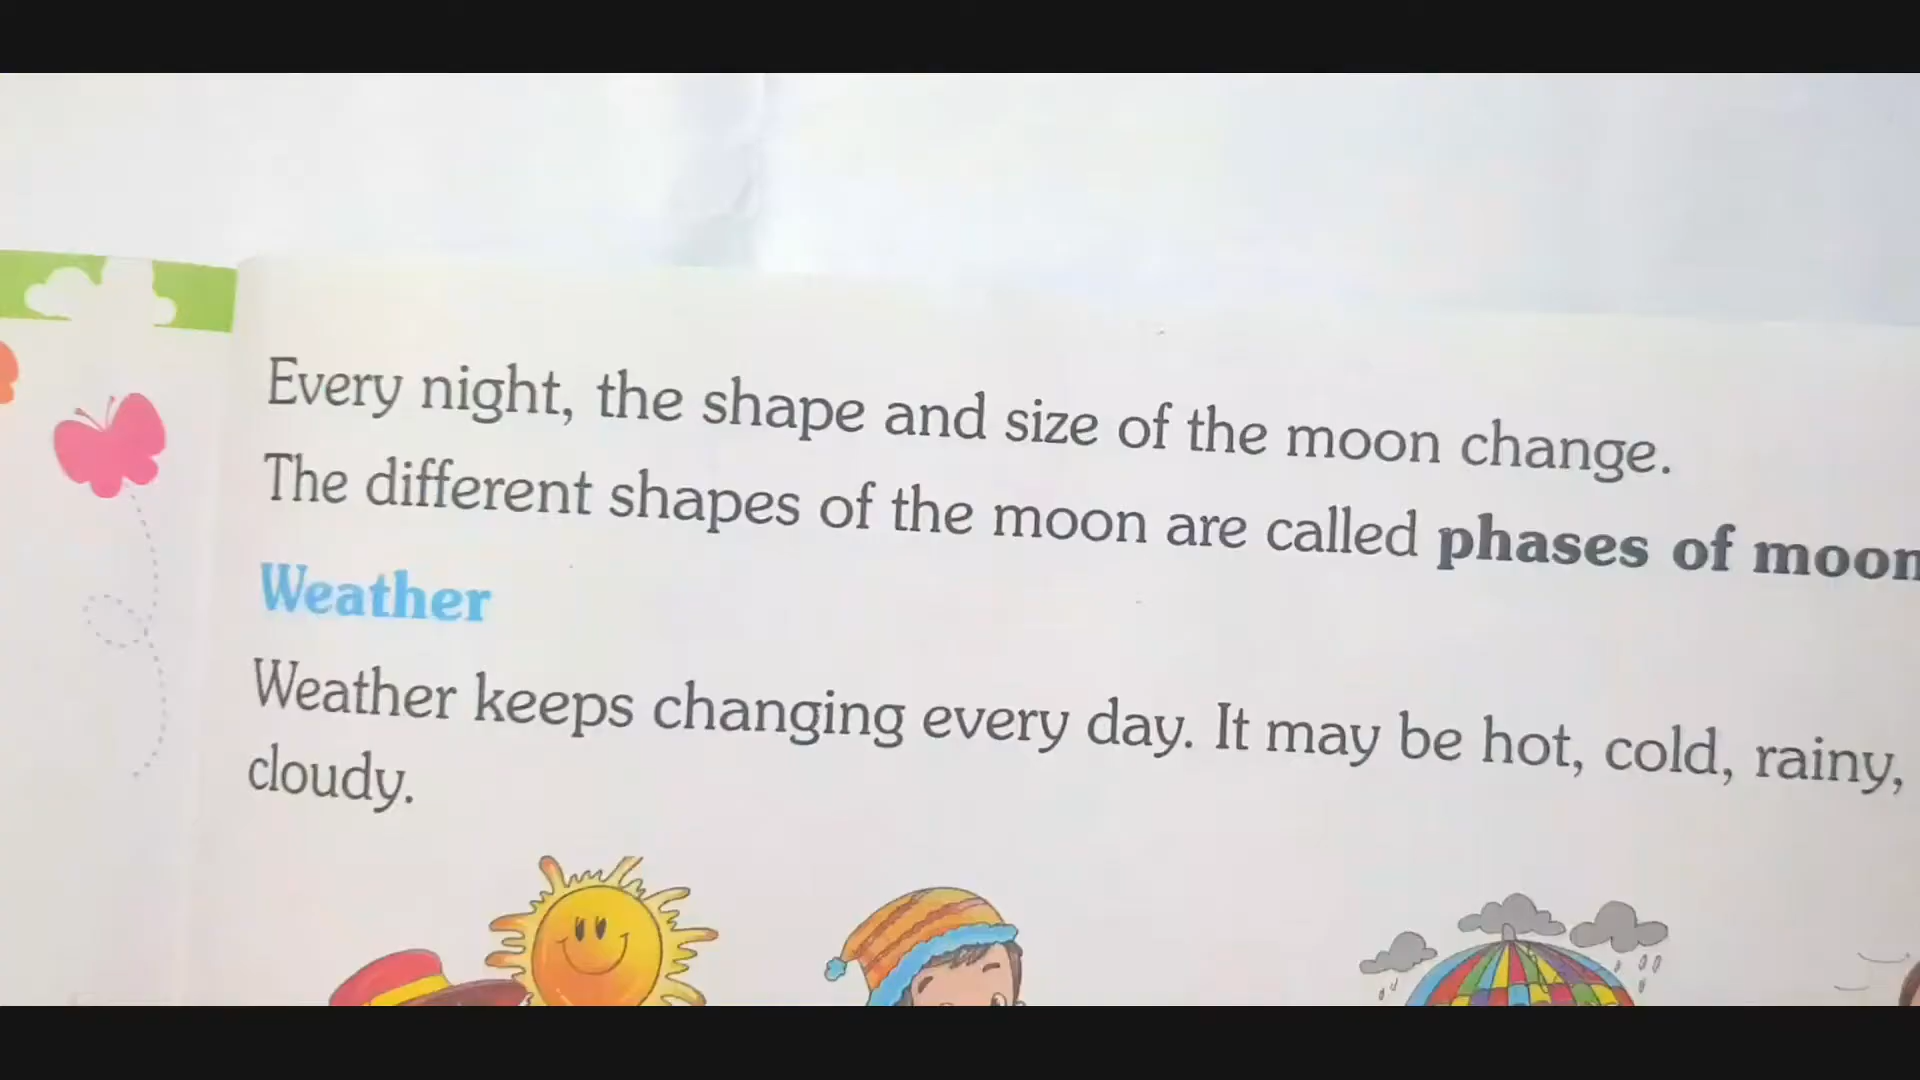 Every night, the shape and size of the moon change.
The different shapes of the moon are called phases of moon
Weather
Weather keeps changing every day. It may be hot, cold, rainy,
cloudy.